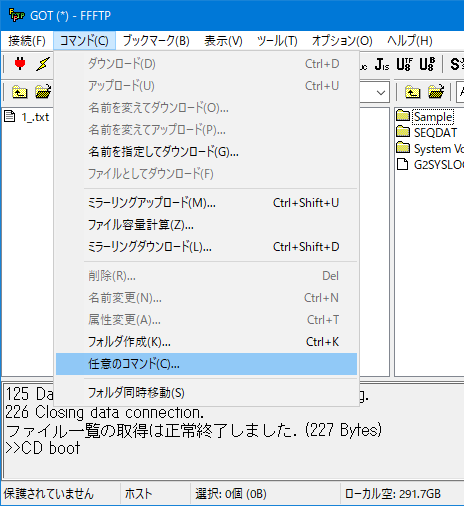 GOT (*) - FFFTP
接続(F) コマンド(C) ブックマーク(B) 表示(V) ツール(T) オプション(O) ヘルプ(H)
JIS UTF8 U8B
ダウンロード(D) Ctrl+D
アップロード(U) Ctrl+U
名前を変えてダウンロード(O)...
名前を変えてアップロード(P)...
名前を指定してダウンロード(G)...
ファイルとしてダウンロード(F)
ミラーリングアップロード(M)... Ctrl+Shift+U
ファイル容量計算(Z)...
ミラーリングダウンロード(L)... Ctrl+Shift+D
削除(R)... Del
名前変更(N)... Ctrl+N
属性変更(A)... Ctrl+T
フォルダ作成(K)... Ctrl+K
任意のコマンド(C)...
フォルダ同時移動(S)
1_.txt
Sample
SEQDAT
System Vo
G2SYSLOG
125 Da
g.
226 Closing data connection.
ファイル一覧の取得は正常終了しました. (227 Bytes)
>>CD boot
保護されていません ホスト 選択: 0個 (0B) ローカル空: 291.7GB